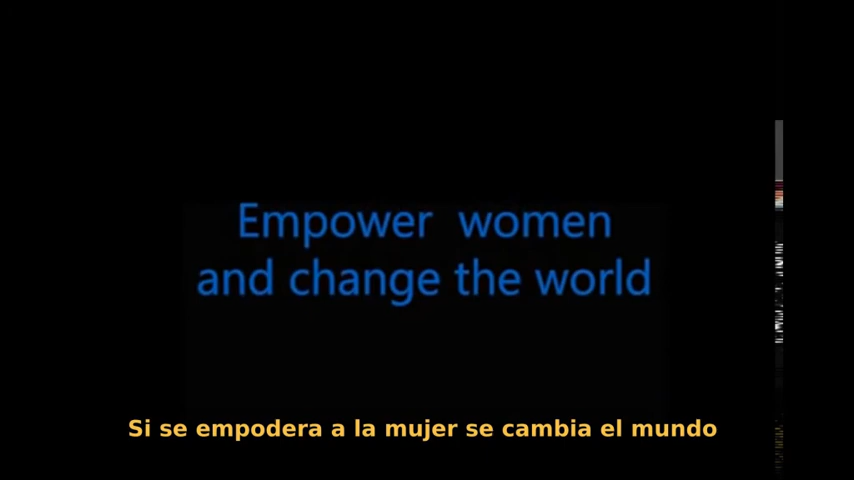 Empower women
and change the world
Si se empodera a la mujer se cambia el mundo